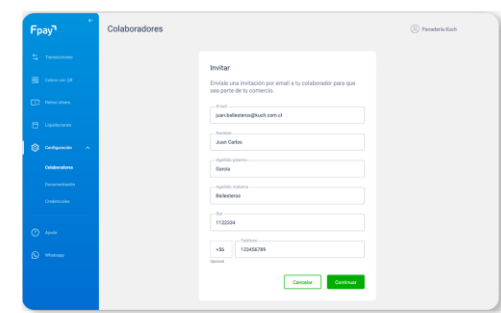 Fpay
Colaboradores
Panadería Kuch
Transacciones
Cobrar con QR
Retirar dinero
Liquidaciones
Configuración
Colaboradores
Documentación
Credenciales
Ayuda
Whatsapp
Invitar
Envíale una invitación por email a tu colaborador para que
sea parte de tu comercio.
Email
juan.ballesteros@kuch.com.cl
Nombre
Juan Carlos
Apellido paterno
García
Apellido materno
Ballesteros
Rut
1122334
Teléfono
+56
123456789
Opcional
Cancelar
Continuar